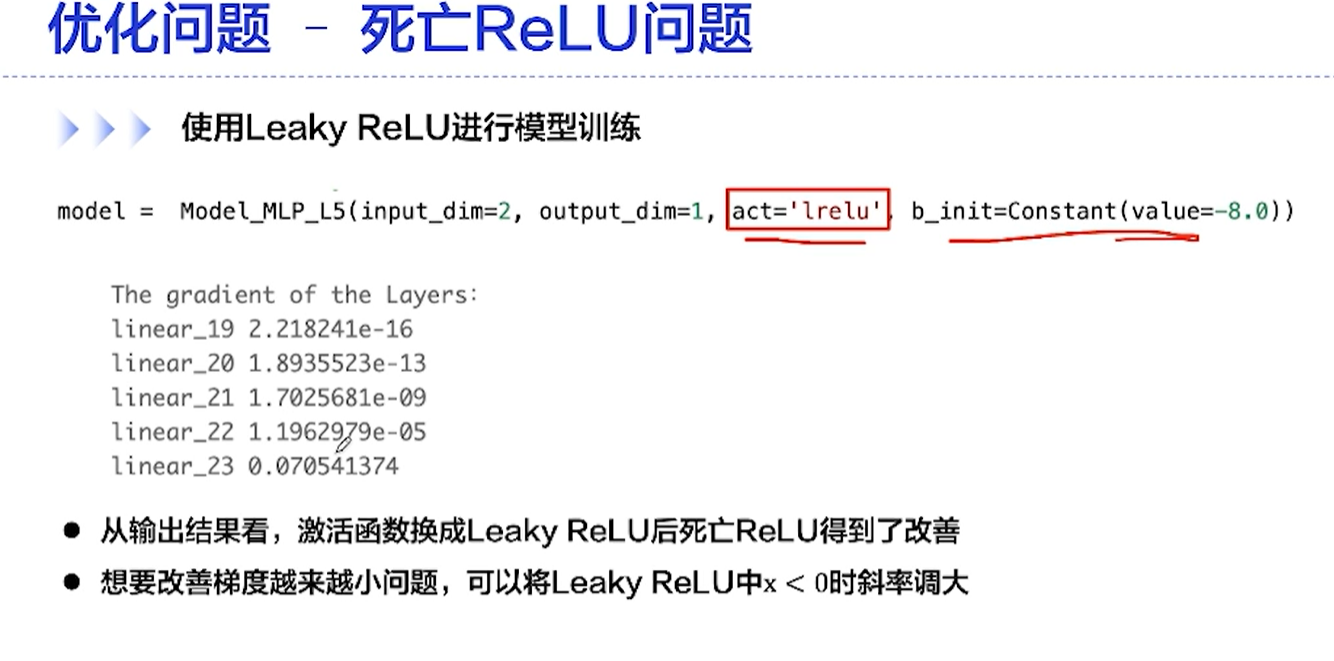 优化问题 - 死亡ReLU问题
使用Leaky ReLU进行模型训练
model = Model_MLP_L5(input_dim=2, output_dim=1, act='lrelu', b_init=Constant(value=-8.0))
The gradient of the Layers:
linear_19 2.218241e-16
linear_20 1.8935523e-13
linear_21 1.7025681e-09
linear_22 1.1962979e-05
linear_23 0.070541374
● 从输出结果看，激活函数换成Leaky ReLU后死亡ReLU得到了改善
● 想要改善梯度越来越小问题，可以将Leaky ReLU中x < 0时斜率调大